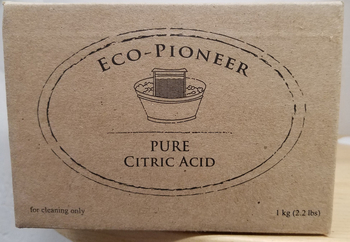 ECO-PIONEER
PURE
CITRIC ACID
for cleaning only
1 kg (2.2 lbs)